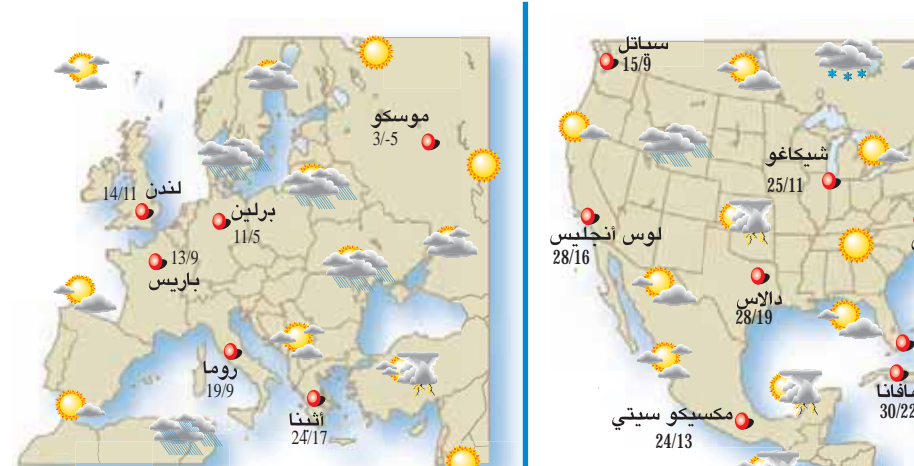 موسكو
3/-5
لندن
14/11
برلين
11/5
13/9
باريس
روما
19/9
أثينا
24/17
سياتل
15/9
شيكاغو
25/11
لوس أنجليس
28/16
دالاس
28/19
مكسيكو سيتي
24/13
30/22